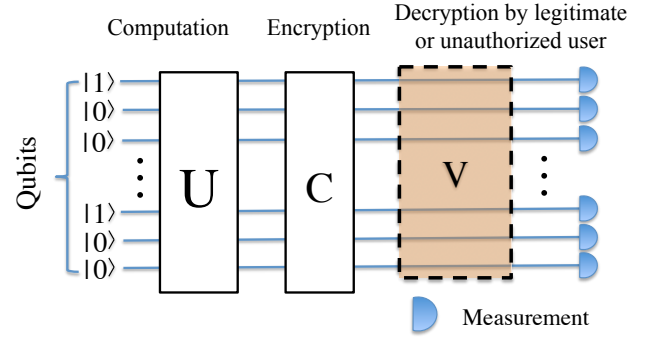 Computation
Encryption
Decryption by legitimate
or unauthorized user
Qubits
|1⟩
|0⟩
|0⟩
|1⟩
|0⟩
|0⟩
U
C
V
Measurement